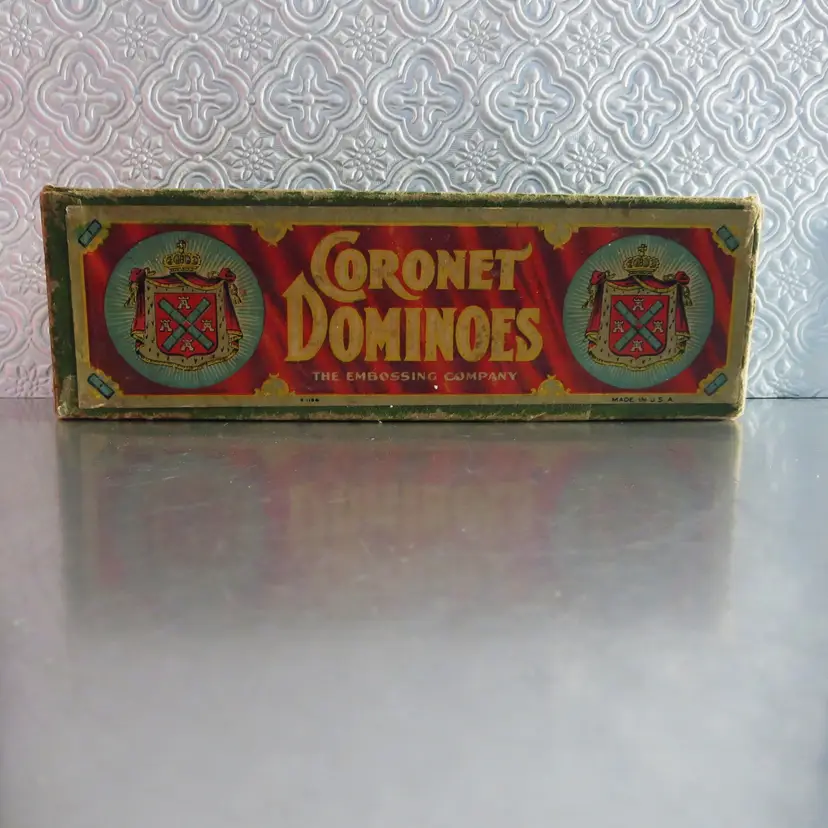 CORONET
DOMINOES
THE EMBOSSING COMPANY
MADE IN U.S.A.